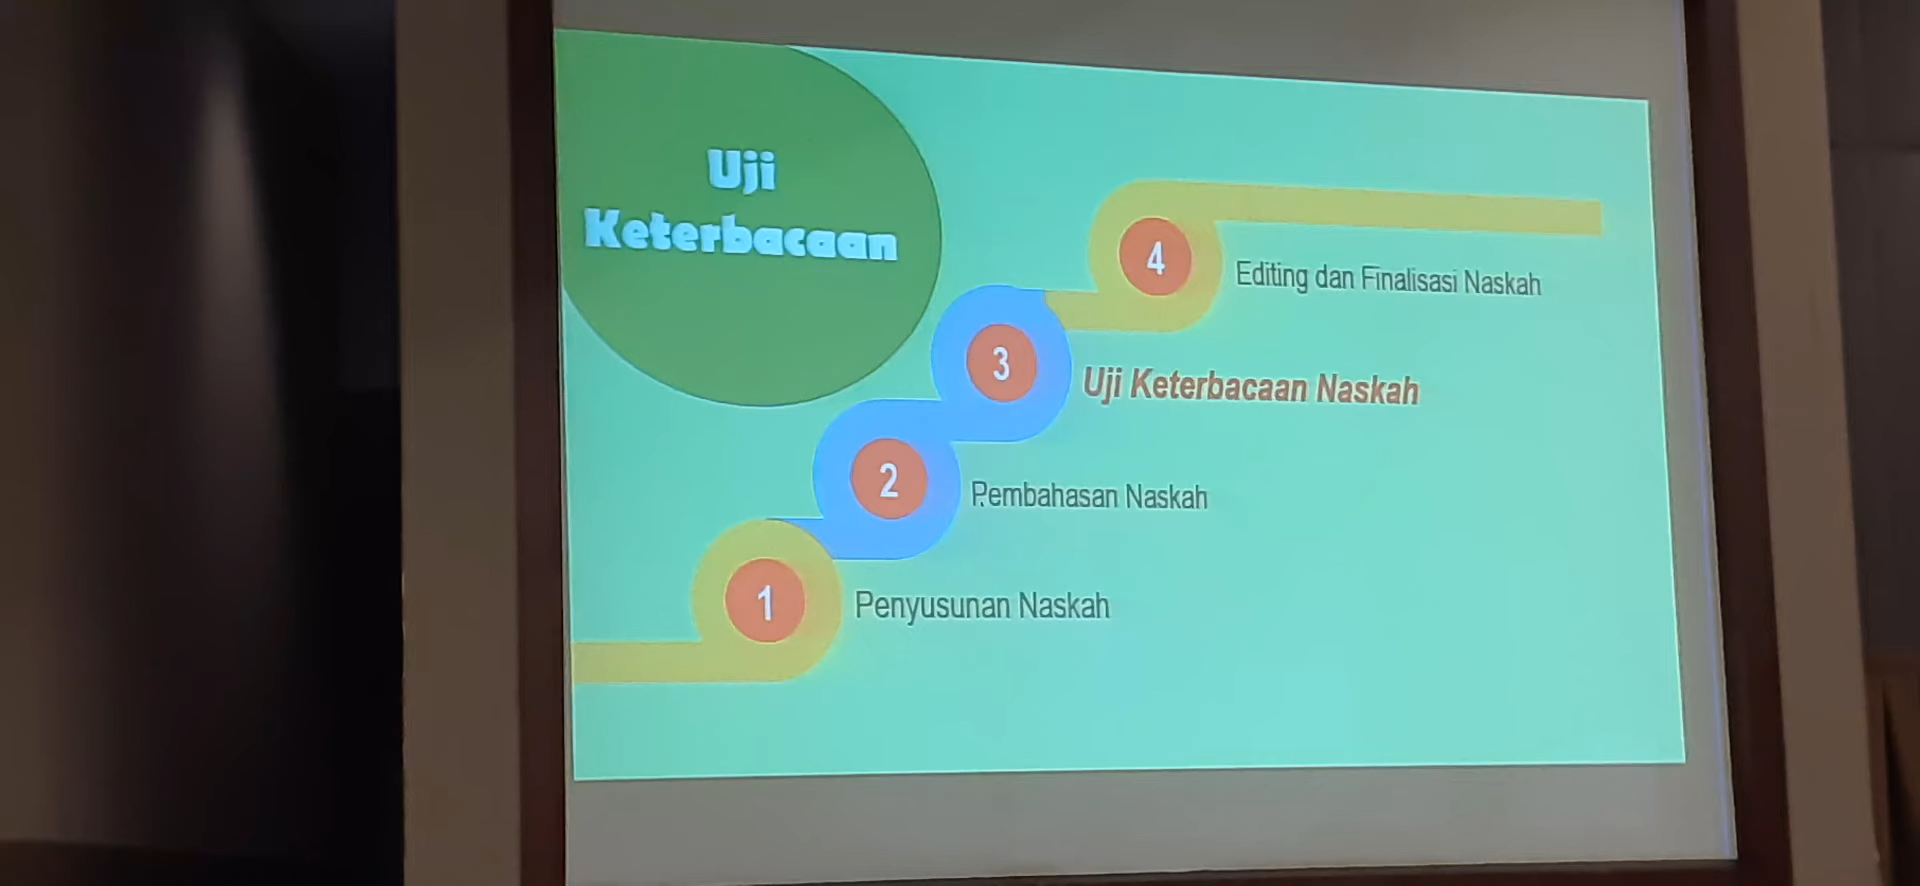 Uji
Keterbacaan
4
Editing dan Finalisasi Naskah
3
Uji Keterbacaan Naskah
2
Pembahasan Naskah
1
Penyusunan Naskah